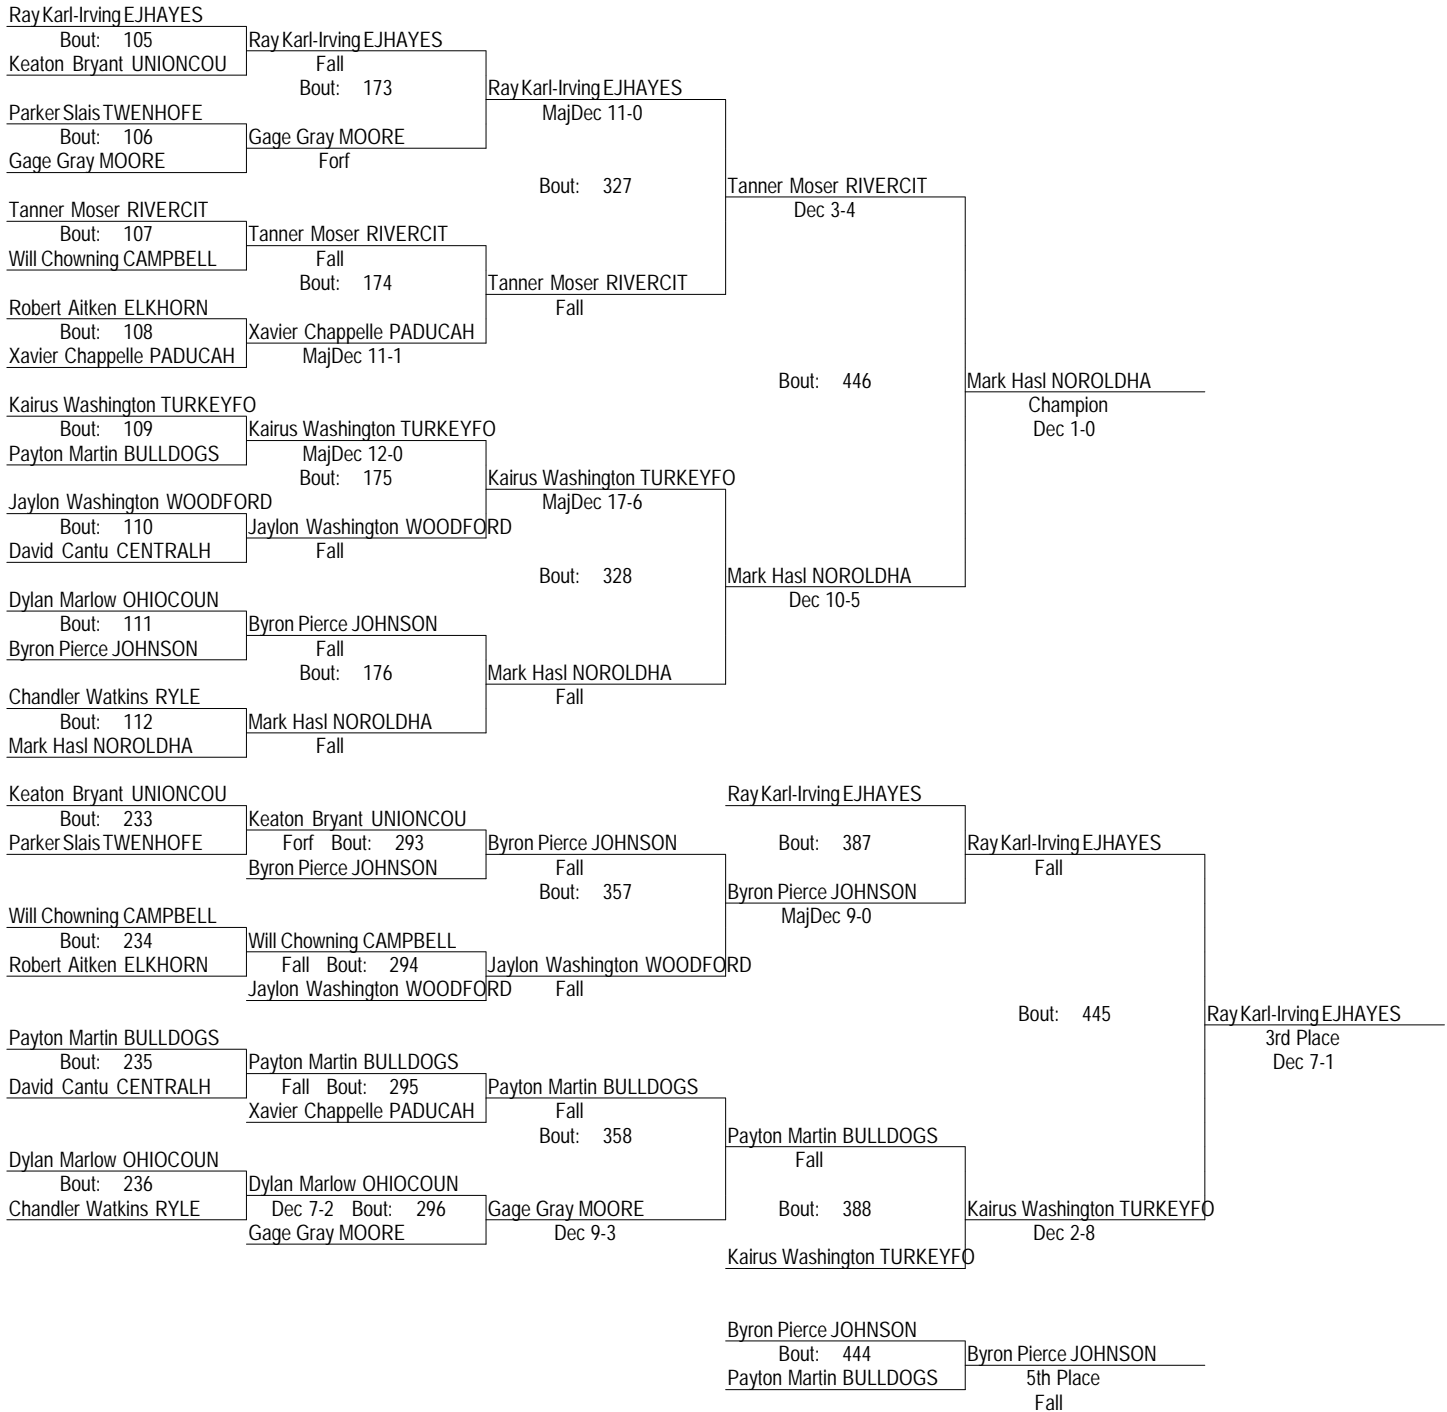 Ray Karl-Irving EJHAYES
Bout: 105
Ray Karl-Irving EJHAYES
Keaton Bryant UNIONCOU
Fall
Bout: 173
Ray Karl-Irving EJHAYES
Parker Slais TWENHOFE
MajDec 11-0
Bout: 106
Gage Gray MOORE
Gage Gray MOORE
Forf
Bout: 327
Tanner Moser RIVERCIT
Tanner Moser RIVERCIT
Dec 3-4
Bout: 107
Tanner Moser RIVERCIT
Will Chowning CAMPBELL
Fall
Bout: 174
Tanner Moser RIVERCIT
Robert Aitken ELKHORN
Fall
Bout: 108
Xavier Chappelle PADUCAH
Xavier Chappelle PADUCAH
MajDec 11-1
Bout: 446
Mark Hasl NOROLDHA
Kairus Washington TURKEYFO
Champion
Bout: 109
Kairus Washington TURKEYFO
Dec 1-0
Payton Martin BULLDOGS
MajDec 12-0
Bout: 175
Kairus Washington TURKEYFO
Jaylon Washington WOODFORD
MajDec 17-6
Bout: 110
Jaylon Washington WOODFORD
David Cantu CENTRALH
Fall
Bout: 328
Mark Hasl NOROLDHA
Dylan Marlow OHIOCOUN
Dec 10-5
Bout: 111
Byron Pierce JOHNSON
Byron Pierce JOHNSON
Fall
Bout: 176
Mark Hasl NOROLDHA
Chandler Watkins RYLE
Fall
Bout: 112
Mark Hasl NOROLDHA
Mark Hasl NOROLDHA
Fall
Keaton Bryant UNIONCOU
Ray Karl-Irving EJHAYES
Bout: 233
Keaton Bryant UNIONCOU
Parker Slais TWENHOFE
Forf Bout: 293
Byron Pierce JOHNSON
Bout: 387
Ray Karl-Irving EJHAYES
Byron Pierce JOHNSON
Fall
Fall
Bout: 357
Byron Pierce JOHNSON
Will Chowning CAMPBELL
MajDec 9-0
Bout: 234
Will Chowning CAMPBELL
Robert Aitken ELKHORN
Fall Bout: 294
Jaylon Washington WOODFORD
Jaylon Washington WOODFORD
Fall
Bout: 445
Ray Karl-Irving EJHAYES
Payton Martin BULLDOGS
3rd Place
Bout: 235
Payton Martin BULLDOGS
Dec 7-1
David Cantu CENTRALH
Fall Bout: 295
Payton Martin BULLDOGS
Xavier Chappelle PADUCAH
Fall
Bout: 358
Payton Martin BULLDOGS
Dylan Marlow OHIOCOUN
Fall
Bout: 236
Dylan Marlow OHIOCOUN
Chandler Watkins RYLE
Dec 7-2 Bout: 296
Gage Gray MOORE
Bout: 388
Kairus Washington TURKEYFO
Gage Gray MOORE
Dec 9-3
Dec 2-8
Kairus Washington TURKEYFO
Byron Pierce JOHNSON
Bout: 444
Byron Pierce JOHNSON
Payton Martin BULLDOGS
5th Place
Fall